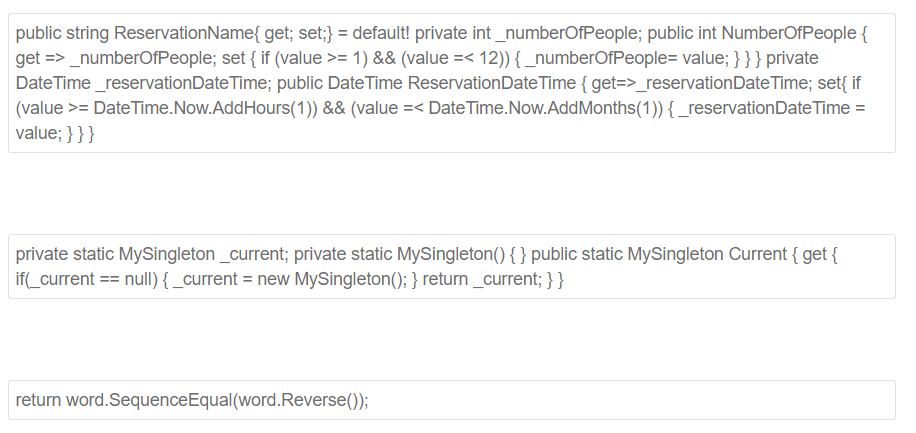 public string ReservationName{ get; set;} = default! private int _numberOfPeople; public int NumberOfPeople {
get => _numberOfPeople; set { if (value >= 1) && (value =< 12)) { _numberOfPeople= value; } } } private
DateTime _reservationDateTime; public DateTime ReservationDateTime { get=>_reservationDateTime; set{ if
(value >= DateTime.Now.AddHours(1)) && (value =< DateTime.Now.AddMonths(1)) { _reservationDateTime =
value; } } }
private static MySingleton _current; private static MySingleton() { } public static MySingleton Current { get {
if(_current == null) { _current = new MySingleton(); } return _current; } }
return word.SequenceEqual(word.Reverse());